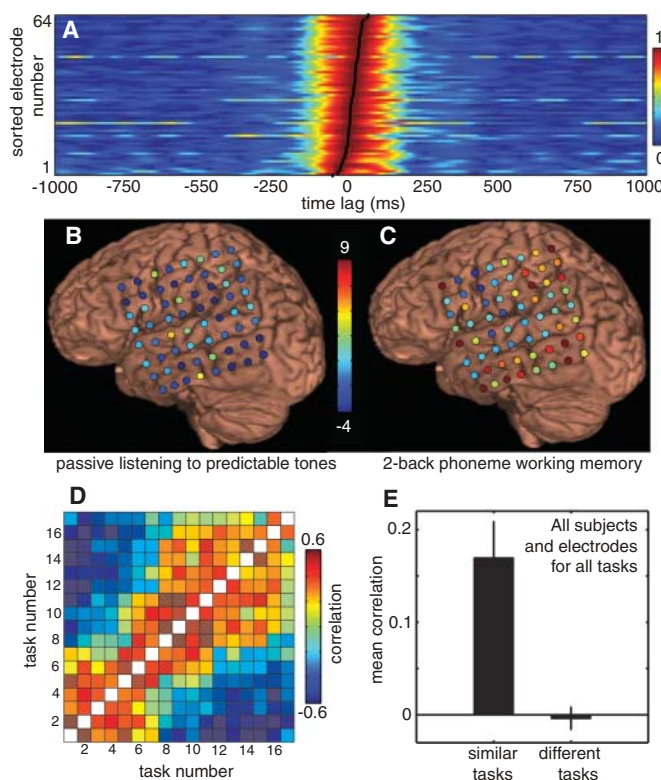 A
64
sorted electrode
number
1
1
0
-1000 -750 -550 -250 0 250 500 750 1000
time lag (ms)
B
9
-4
C
passive listening to predictable tones
2-back phoneme working memory
D
16
14
12
10
8
6
4
2
task number
2 4 6 8 10 12 14 16
task number
0.6
correlation
-0.6
E
All subjects
and electrodes
for all tasks
0.2
0.1
0
mean correlation
similar
tasks
different
tasks